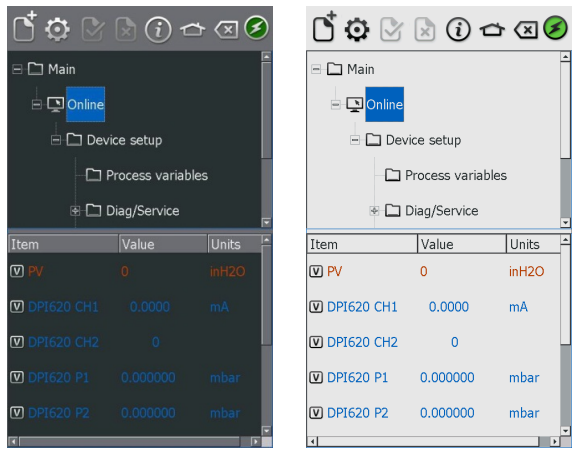 Main
Online
Device setup
Process variables
Diag/Service
Item Value Units
V PV 0 inH2O
V DPI620 CH1 0.0000 mA
V DPI620 CH2 0
V DPI620 P1 0.000000 mbar
V DPI620 P2 0.000000 mbar
Main
Online
Device setup
Process variables
Diag/Service
Item Value Units
V PV 0 inH2O
V DPI620 CH1 0.0000 mA
V DPI620 CH2 0
V DPI620 P1 0.000000 mbar
V DPI620 P2 0.000000 mbar